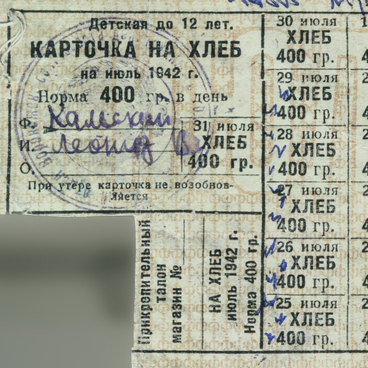 Детская до 12 лет.
КАРТОЧКА НА ХЛЕБ
на июль 1942 г.
Норма 400 гр. в день
Ф. Камский
И. Леонид В.
О.
31 июля
ХЛЕБ
400 гр.
При утере карточка не возобнов-
ляется
Прикрепительный
талон
магазин №
НА ХЛЕБ
июль 1942 г.
Норма 400 гр.
30 июля
ХЛЕБ
400 гр.
29 июля
ХЛЕБ
400 гр.
28 июля
ХЛЕБ
400 гр.
27 июля
ХЛЕБ
400 гр.
26 июля
ХЛЕБ
400 гр.
25 июля
ХЛЕБ
400 гр.